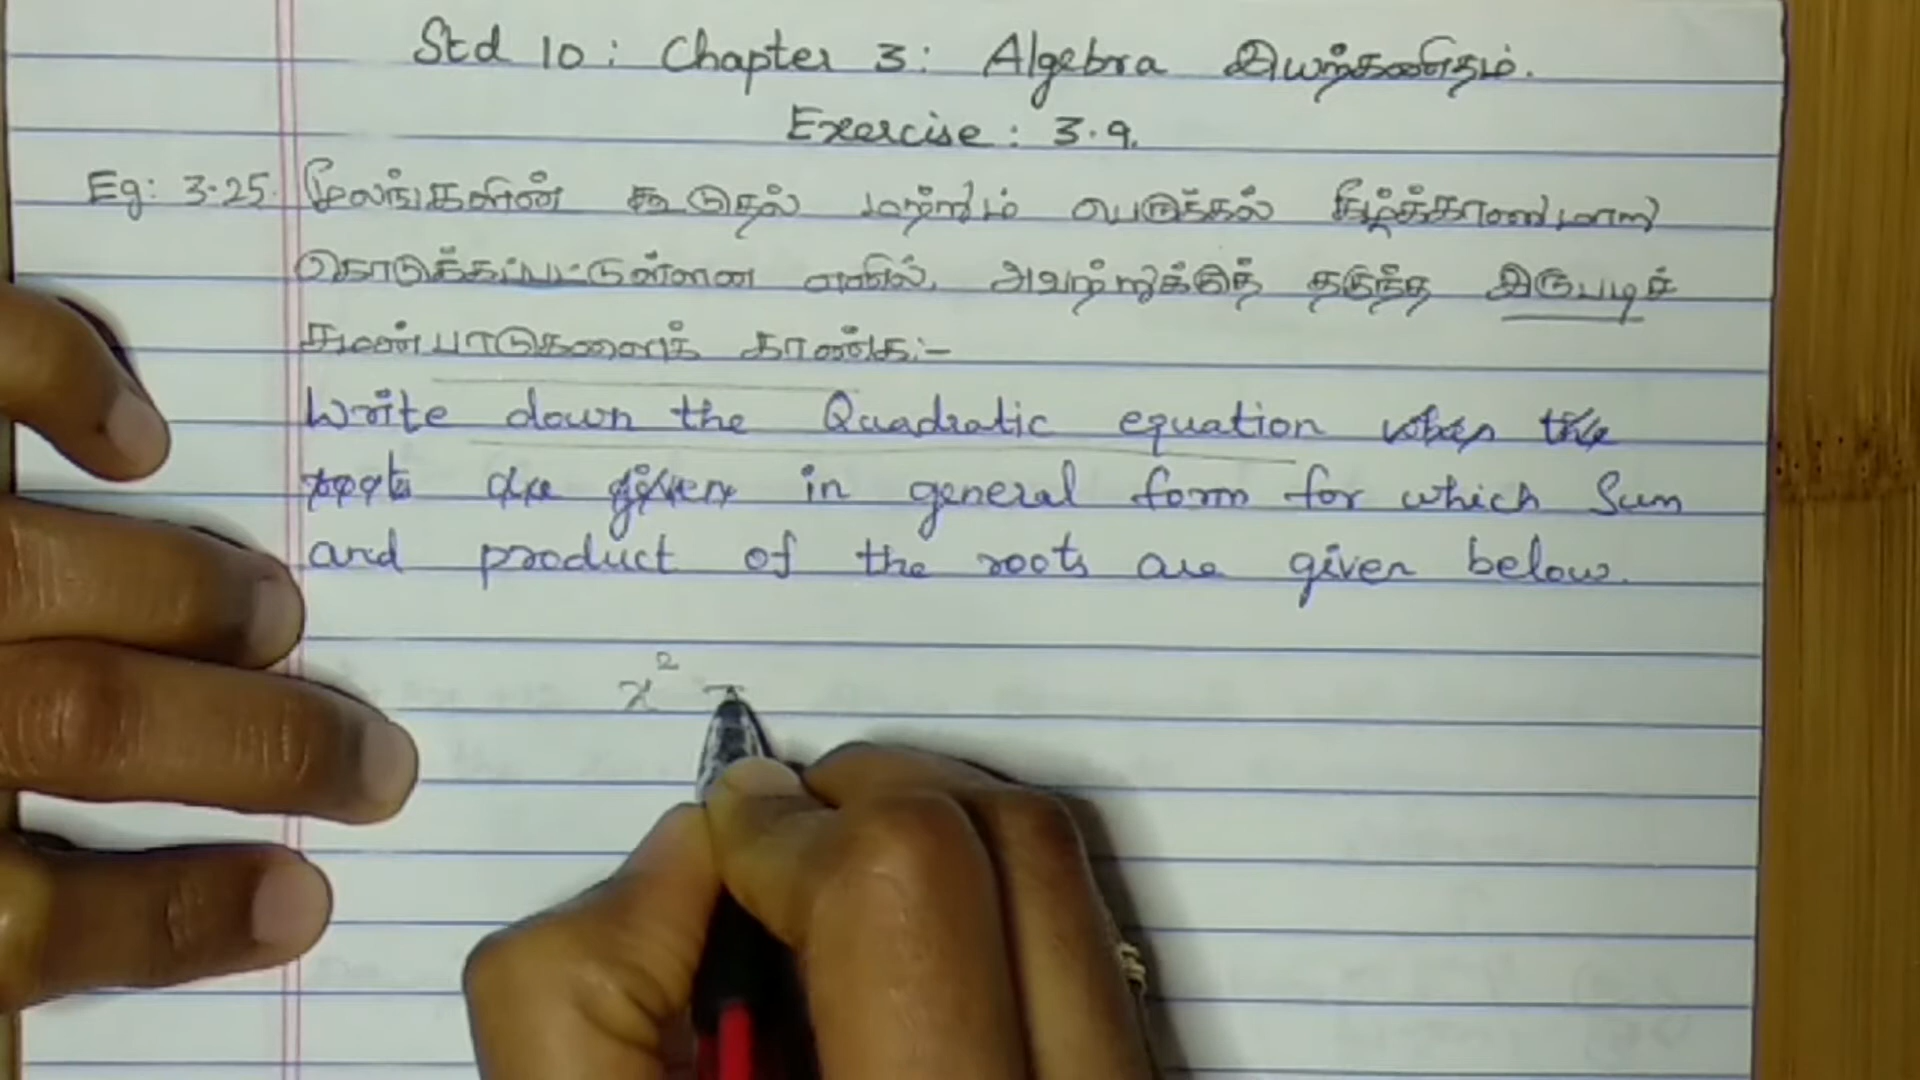 Std 10 : Chapter 3 : Algebra இயற்கணிதம்.
Exercise : 3.9.
Eg: 3.25. மூலங்களின் கூடுதல் மற்றும் பெருக்கல் கீழ்க்காணுமாறு
கொடுக்கப்பட்டுள்ளன எனில், அவற்றுக்குத் தகுந்த இருபடிச்
சமன்பாடுகளைக் காண்க:-
Write down the Quadratic equation when the
roots are given in general form for which Sum
and product of the roots are given below.
x² -